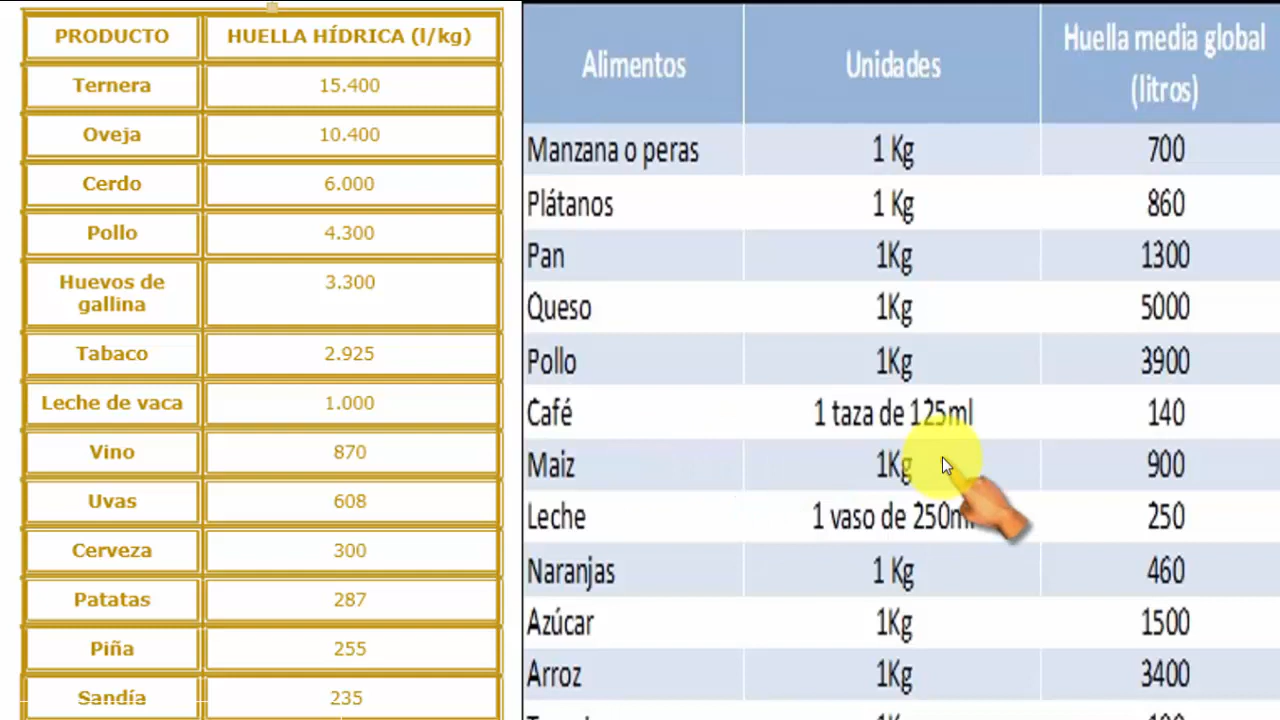 PRODUCTO HUELLA HÍDRICA (l/kg)
Ternera 15.400
Oveja 10.400
Cerdo 6.000
Pollo 4.300
Huevos de 3.300
gallina
Tabaco 2.925
Leche de vaca 1.000
Vino 870
Uvas 608
Cerveza 300
Patatas 287
Piña 255
Sandía 235
Alimentos Unidades Huella media global
(litros)
Manzana o peras 1 Kg 700
Plátanos 1 Kg 860
Pan 1Kg 1300
Queso 1Kg 5000
Pollo 1Kg 3900
Café 1 taza de 125ml 140
Maiz 1Kg 900
Leche 1 vaso de 250ml 250
Naranjas 1 Kg 460
Azúcar 1Kg 1500
Arroz 1Kg 3400
1Kg